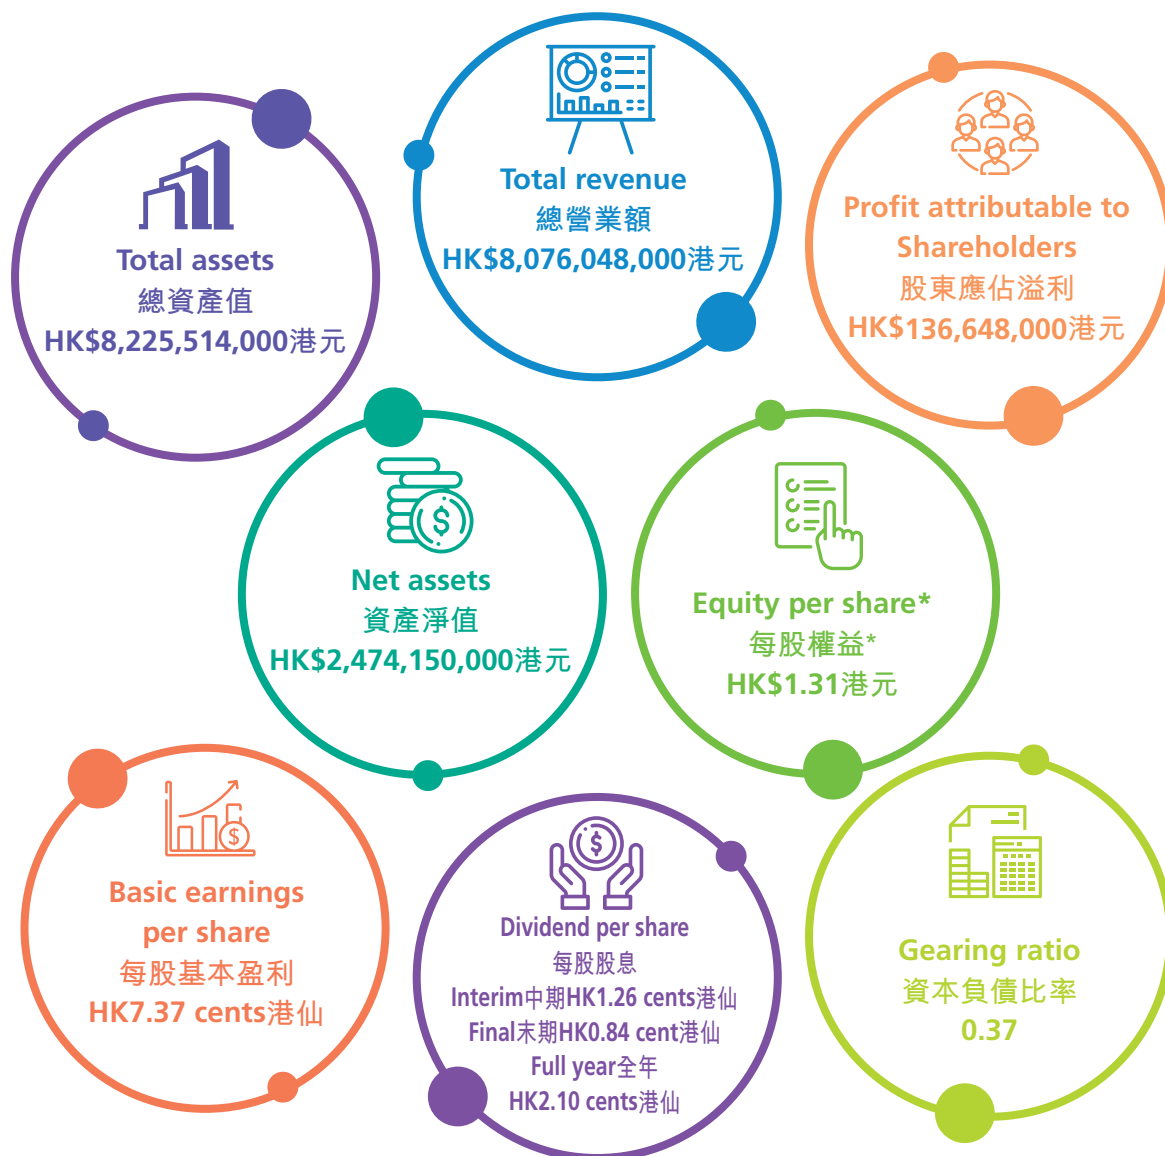 Total assets
總資產值
HK$8,225,514,000港元
Total revenue
總營業額
HK$8,076,048,000港元
Profit attributable to
Shareholders
股東應佔溢利
HK$136,648,000港元
Net assets
資產淨值
HK$2,474,150,000港元
Equity per share*
每股權益*
HK$1.31港元
Basic earnings
per share
每股基本盈利
HK7.37 cents港仙
Dividend per share
每股股息
Interim中期HK1.26 cents港仙
Final末期HK0.84 cent港仙
Full year全年
HK2.10 cents港仙
Gearing ratio
資本負債比率
0.37